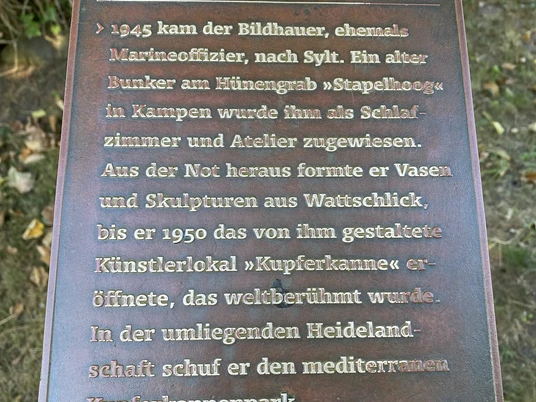 › 1945 kam der Bildhauer, ehemals
Marineoffizier, nach Sylt. Ein alter
Bunker am Hünengrab »Stapelhoog«
in Kampen wurde ihm als Schlaf-
zimmer und Atelier zugewiesen.
Aus der Not heraus formte er Vasen
und Skulpturen aus Wattschlick,
bis er 1950 das von ihm gestaltete
Künstlerlokal »Kupferkanne« er-
öffnete, das weltberühmt wurde.
In der umliegenden Heideland-
schaft schuf er den mediterranen
Kupferkannenpark.